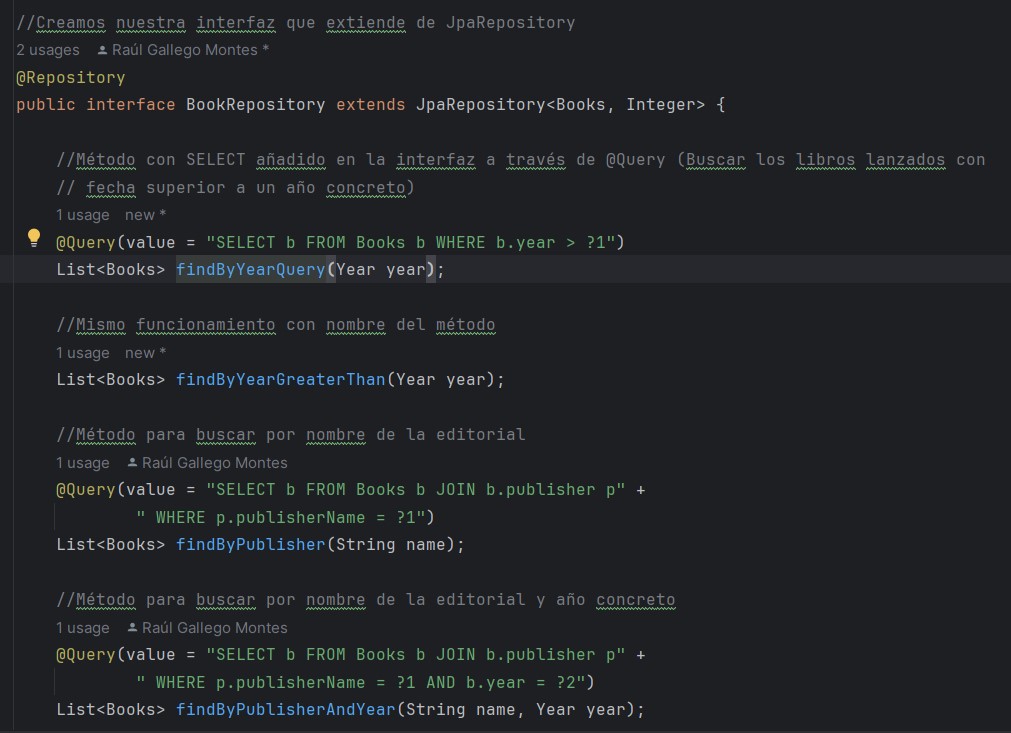 //Creamos nuestra interfaz que extiende de JpaRepository
2 usages Raúl Gallego Montes *
@Repository
public interface BookRepository extends JpaRepository<Books, Integer> {
//Método con SELECT añadido en la interfaz a través de @Query (Buscar los libros lanzados con
// fecha superior a un año concreto)
1 usage new *
@Query(value = "SELECT b FROM Books b WHERE b.year > ?1")
List<Books> findByYearQuery(Year year);
//Mismo funcionamiento con nombre del método
1 usage new *
List<Books> findByYearGreaterThan(Year year);
//Método para buscar por nombre de la editorial
1 usage Raúl Gallego Montes
@Query(value = "SELECT b FROM Books b JOIN b.publisher p" +
" WHERE p.publisherName = ?1")
List<Books> findByPublisher(String name);
//Método para buscar por nombre de la editorial y año concreto
1 usage Raúl Gallego Montes
@Query(value = "SELECT b FROM Books b JOIN b.publisher p" +
" WHERE p.publisherName = ?1 AND b.year = ?2")
List<Books> findByPublisherAndYear(String name, Year year);